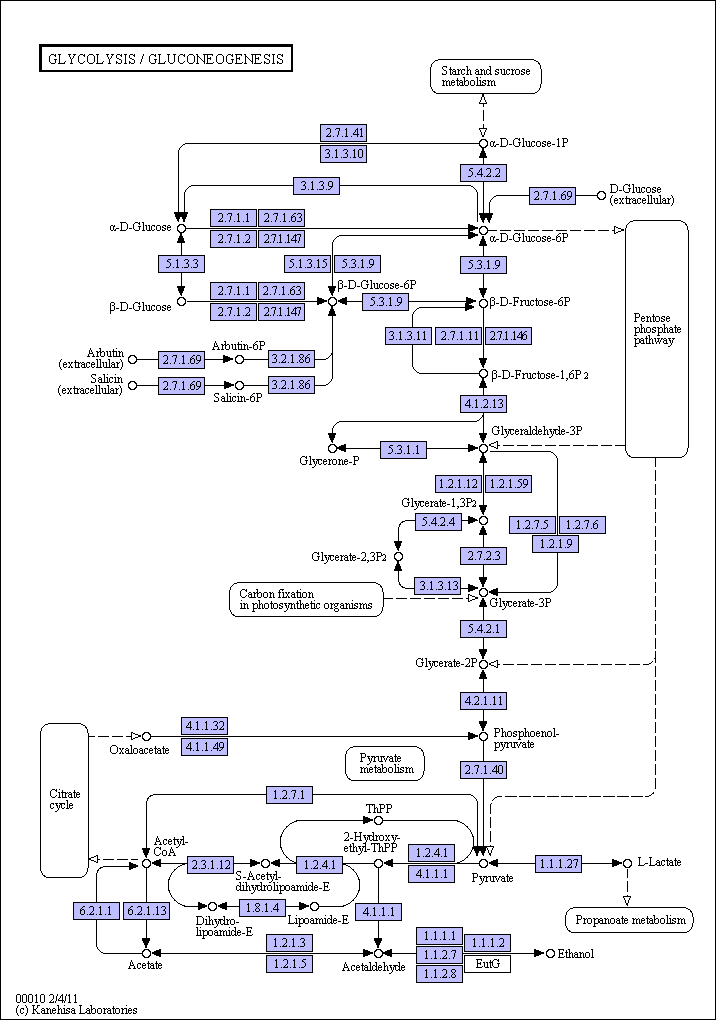 GLYCOLYSIS / GLUCONEOGENESIS
Starch and sucrose
metabolism
2.7.1.41
3.1.3.10
α-D-Glucose-1P
5.4.2.2
3.1.3.9
2.7.1.69
D-Glucose
(extracellular)
α-D-Glucose
2.7.1.1
2.7.1.63
2.7.1.2
2.7.1.147
α-D-Glucose-6P
5.1.3.3
5.1.3.15
5.3.1.9
5.3.1.9
β-D-Glucose-6P
β-D-Glucose
2.7.1.1
2.7.1.63
2.7.1.2
2.7.1.147
5.3.1.9
β-D-Fructose-6P
Pentose
phosphate
pathway
3.1.3.11
2.7.1.11
2.7.1.146
Arbutin
(extracellular)
2.7.1.69
Arbutin-6P
3.2.1.86
Salicin
(extracellular)
2.7.1.69
Salicin-6P
3.2.1.86
β-D-Fructose-1,6P2
4.1.2.13
Glyceraldehyde-3P
Glycerone-P
5.3.1.1
1.2.1.12
1.2.1.59
Glycerate-1,3P2
5.4.2.4
1.2.7.5
1.2.7.6
1.2.1.9
Glycerate-2,3P2
2.7.2.3
3.1.3.13
Carbon fixation
in photosynthetic organisms
Glycerate-3P
5.4.2.1
Glycerate-2P
4.2.1.11
4.1.1.32
4.1.1.49
Oxaloacetate
Phosphoenol-
pyruvate
Pyruvate
metabolism
2.7.1.40
Citrate
cycle
1.2.7.1
ThPP
Acetyl-
CoA
2-Hydroxy-
ethyl-ThPP
1.2.4.1
4.1.1.1
2.3.1.12
S-Acetyl-
dihydrolipoamide-E
1.2.4.1
Pyruvate
1.1.1.27
L-Lactate
6.2.1.1
6.2.1.13
Dihydro-
lipoamide-E
1.8.1.4
Lipoamide-E
4.1.1.1
Propanoate metabolism
Acetate
1.2.1.3
1.2.1.5
Acetaldehyde
1.1.1.1
1.1.1.2
1.1.2.7
EutG
1.1.2.8
Ethanol
00010 2/4/11
(c) Kanehisa Laboratories